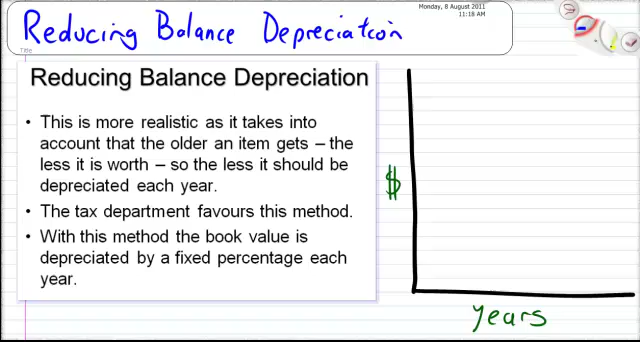 Monday, 8 August 2011
11:18 AM
Reducing Balance Depreciation
Title
Reducing Balance Depreciation
• This is more realistic as it takes into
account that the older an item gets – the
less it is worth – so the less it should be
depreciated each year.
• The tax department favours this method.
• With this method the book value is
depreciated by a fixed percentage each
year.
$
years